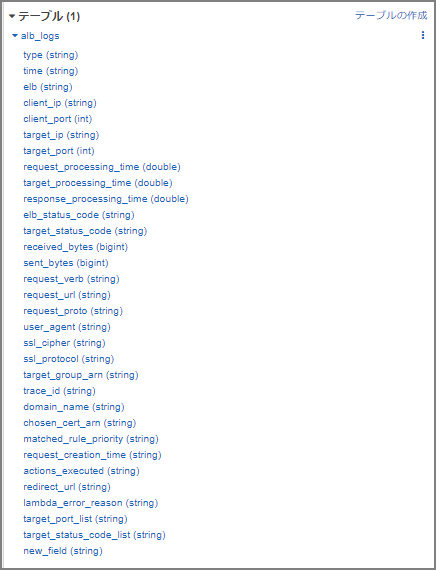 テーブル (1) テーブルの作成
alb_logs
type (string)
time (string)
elb (string)
client_ip (string)
client_port (int)
target_ip (string)
target_port (int)
request_processing_time (double)
target_processing_time (double)
response_processing_time (double)
elb_status_code (string)
target_status_code (string)
received_bytes (bigint)
sent_bytes (bigint)
request_verb (string)
request_url (string)
request_proto (string)
user_agent (string)
ssl_cipher (string)
ssl_protocol (string)
target_group_arn (string)
trace_id (string)
domain_name (string)
chosen_cert_arn (string)
matched_rule_priority (string)
request_creation_time (string)
actions_executed (string)
redirect_url (string)
lambda_error_reason (string)
target_port_list (string)
target_status_code_list (string)
new_field (string)